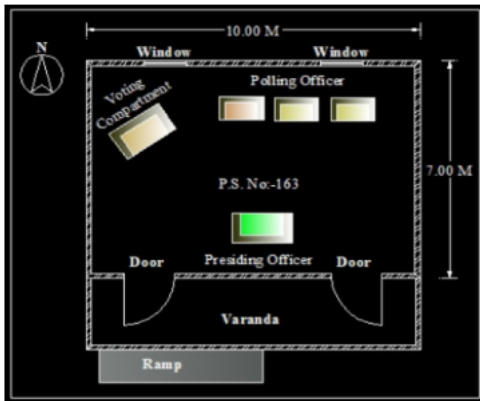 10.00 M
N
Window
Window
Voting
Compartment
Polling Officer
P.S. No:-163
7.00 M
Door
Presiding Officer
Door
Varanda
Ramp